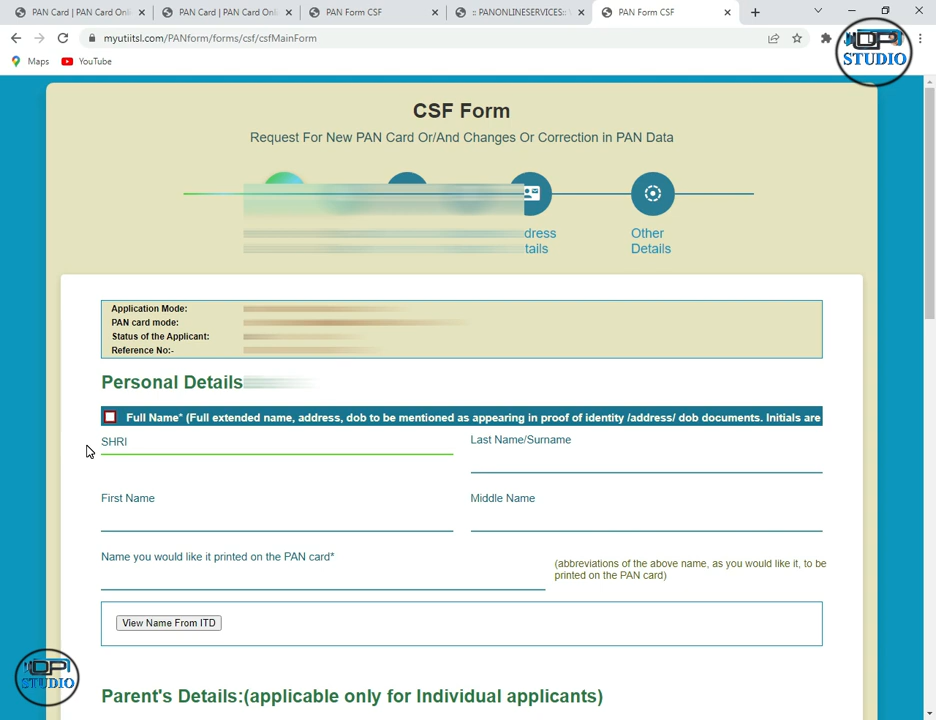 PAN Card | PAN Card Onli
PAN Card | PAN Card Onli
PAN Form CSF
:: PANONLINESERVICES::
PAN Form CSF
myutiitsl.com/PANform/forms/csf/csfMainForm
Maps
YouTube
STUDIO
CSF Form
Request For New PAN Card Or/And Changes Or Correction in PAN Data
dress
tails
Other
Details
Application Mode:
PAN card mode:
Status of the Applicant:
Reference No:-
Personal Details
Full Name* (Full extended name, address, dob to be mentioned as appearing in proof of identity /address/ dob documents. Initials are
SHRI
Last Name/Surname
First Name
Middle Name
Name you would like it printed on the PAN card*
(abbreviations of the above name, as you would like it, to be
printed on the PAN card)
View Name From ITD
STUDIO
Parent's Details:(applicable only for Individual applicants)